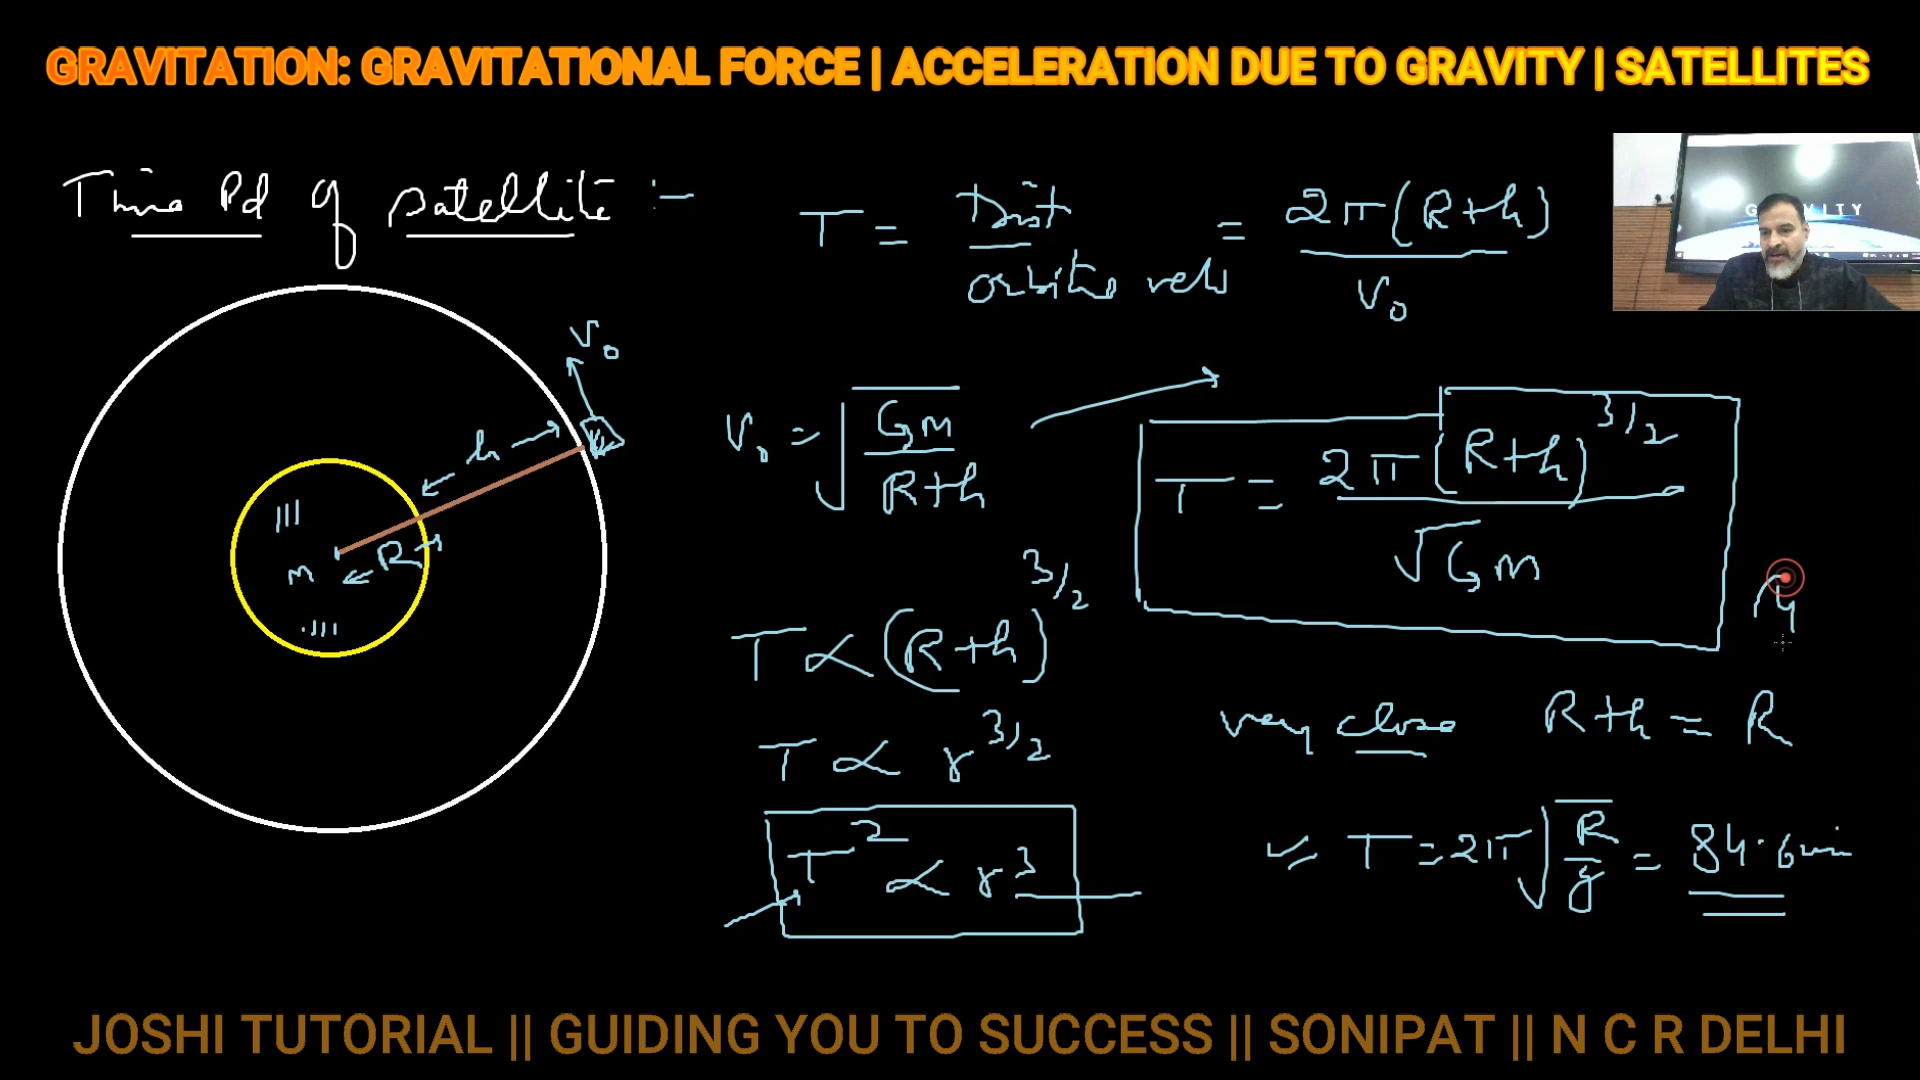 GRAVITATION: GRAVITATIONAL FORCE | ACCELERATION DUE TO GRAVITY | SATELLITES
GRAVITY
Time Pd of satellite :-
T = Dist / orbital velo = 2π(R+h) / V₀
V₀
h
R
M
V₀ = √(GM / R+h)
T = 2π(R+h)^3/2 / √GM
T ∝ (R+h)^3/2
T ∝ r^3/2
T² ∝ r³
very close R+h = R
T = 2π√(R/g) = 84.6 min
JOSHI TUTORIAL || GUIDING YOU TO SUCCESS || SONIPAT || N C R DELHI